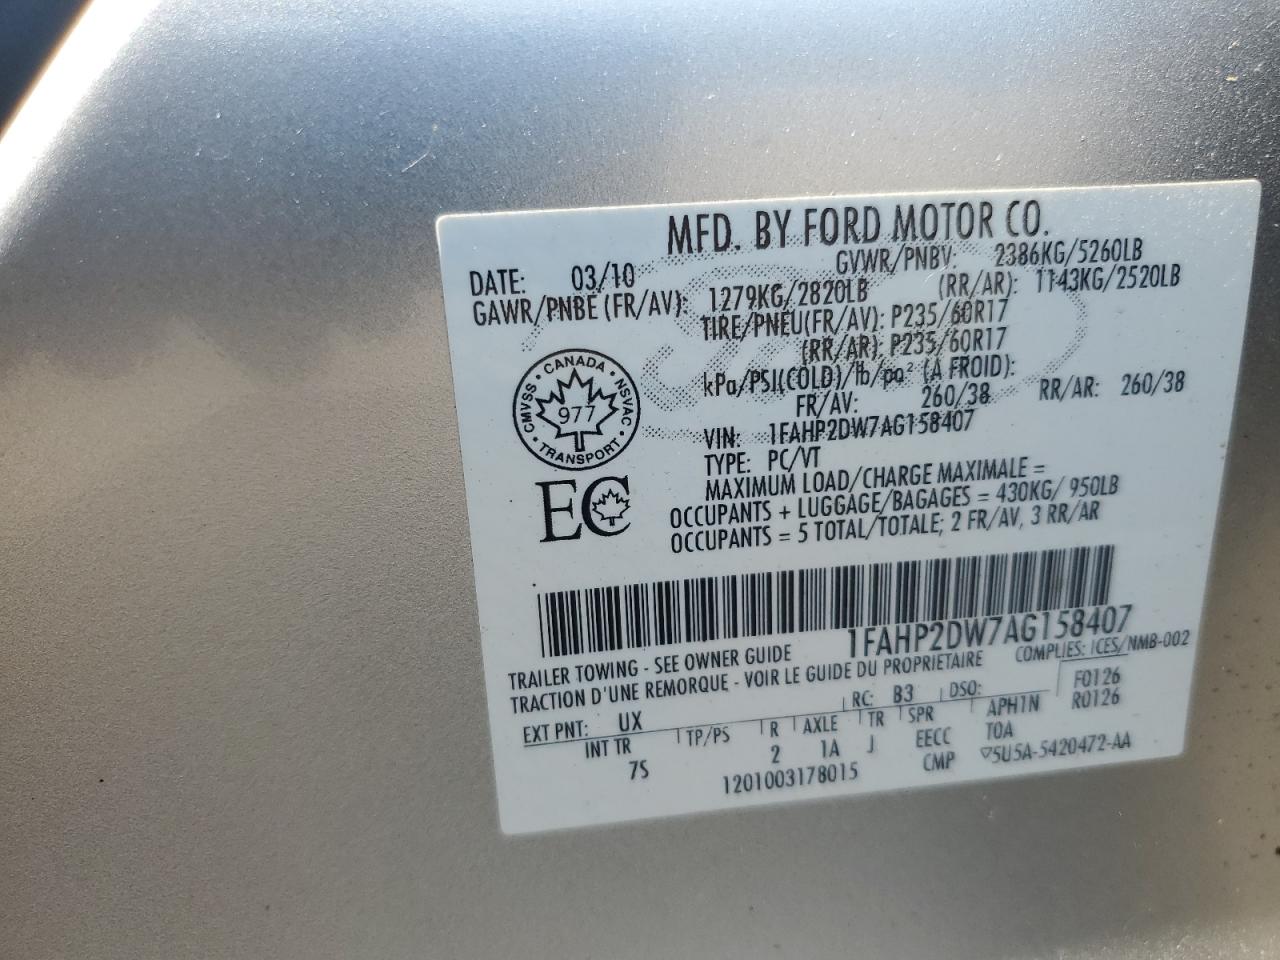 MFD. BY FORD MOTOR CO.
DATE: 03/10 GVWR/PNBV: 2386KG/5260LB
GAWR/PNBE (FR/AV): 1279KG/2820LB (RR/AR): 1143KG/2520LB
TIRE/PNEU(FR/AV): P235/60R17
(RR/AR): P235/60R17
kPa/PSI(COLD)/lb/po² (À FROID):
FR/AV: 260/38 RR/AR: 260/38
VIN: 1FAHP2DW7AG158407
TYPE: PC/VT
MAXIMUM LOAD/CHARGE MAXIMALE =
OCCUPANTS + LUGGAGE/BAGAGES = 430KG/ 950LB
OCCUPANTS = 5 TOTAL/TOTALE; 2 FR/AV, 3 RR/AR
CANADA
CMVSS 977 NSVAC
TRANSPORT
EC
1FAHP2DW7AG158407
TRAILER TOWING - SEE OWNER GUIDE COMPLIES: ICES/NMB-002
TRACTION D'UNE REMORQUE - VOIR LE GUIDE DU PROPRIETAIRE
EXT PNT: UX RC: B3 DSO: F0126
R0126
INT TR TP/PS R AXLE TR SPR APH1N
7S 2 1A J EECC T0A
1201003178015 CMP 5U5A-5420472-AA